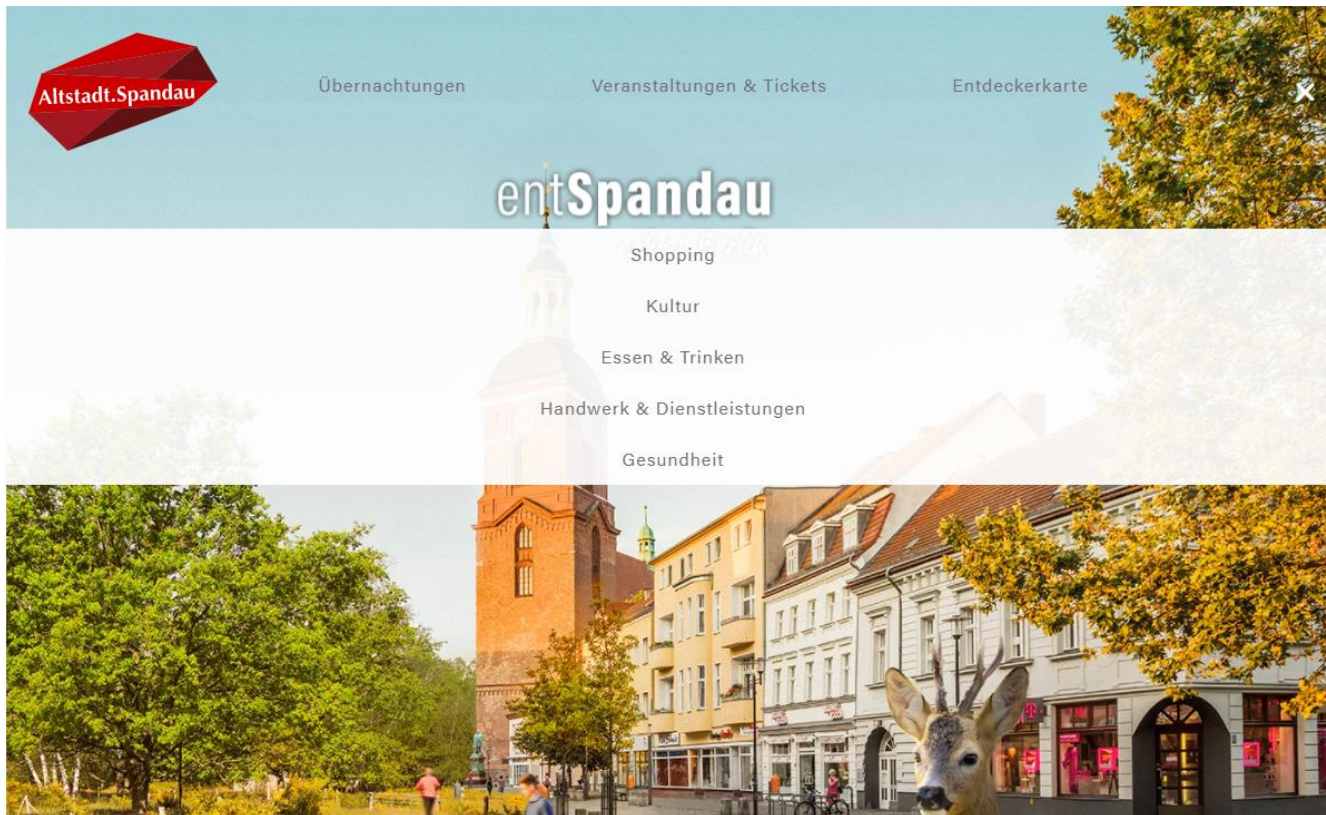 Altstadt.Spandau
Übernachtungen
Veranstaltungen & Tickets
Entdeckerkarte
entSpandau
Shopping
Kultur
Essen & Trinken
Handwerk & Dienstleistungen
Gesundheit